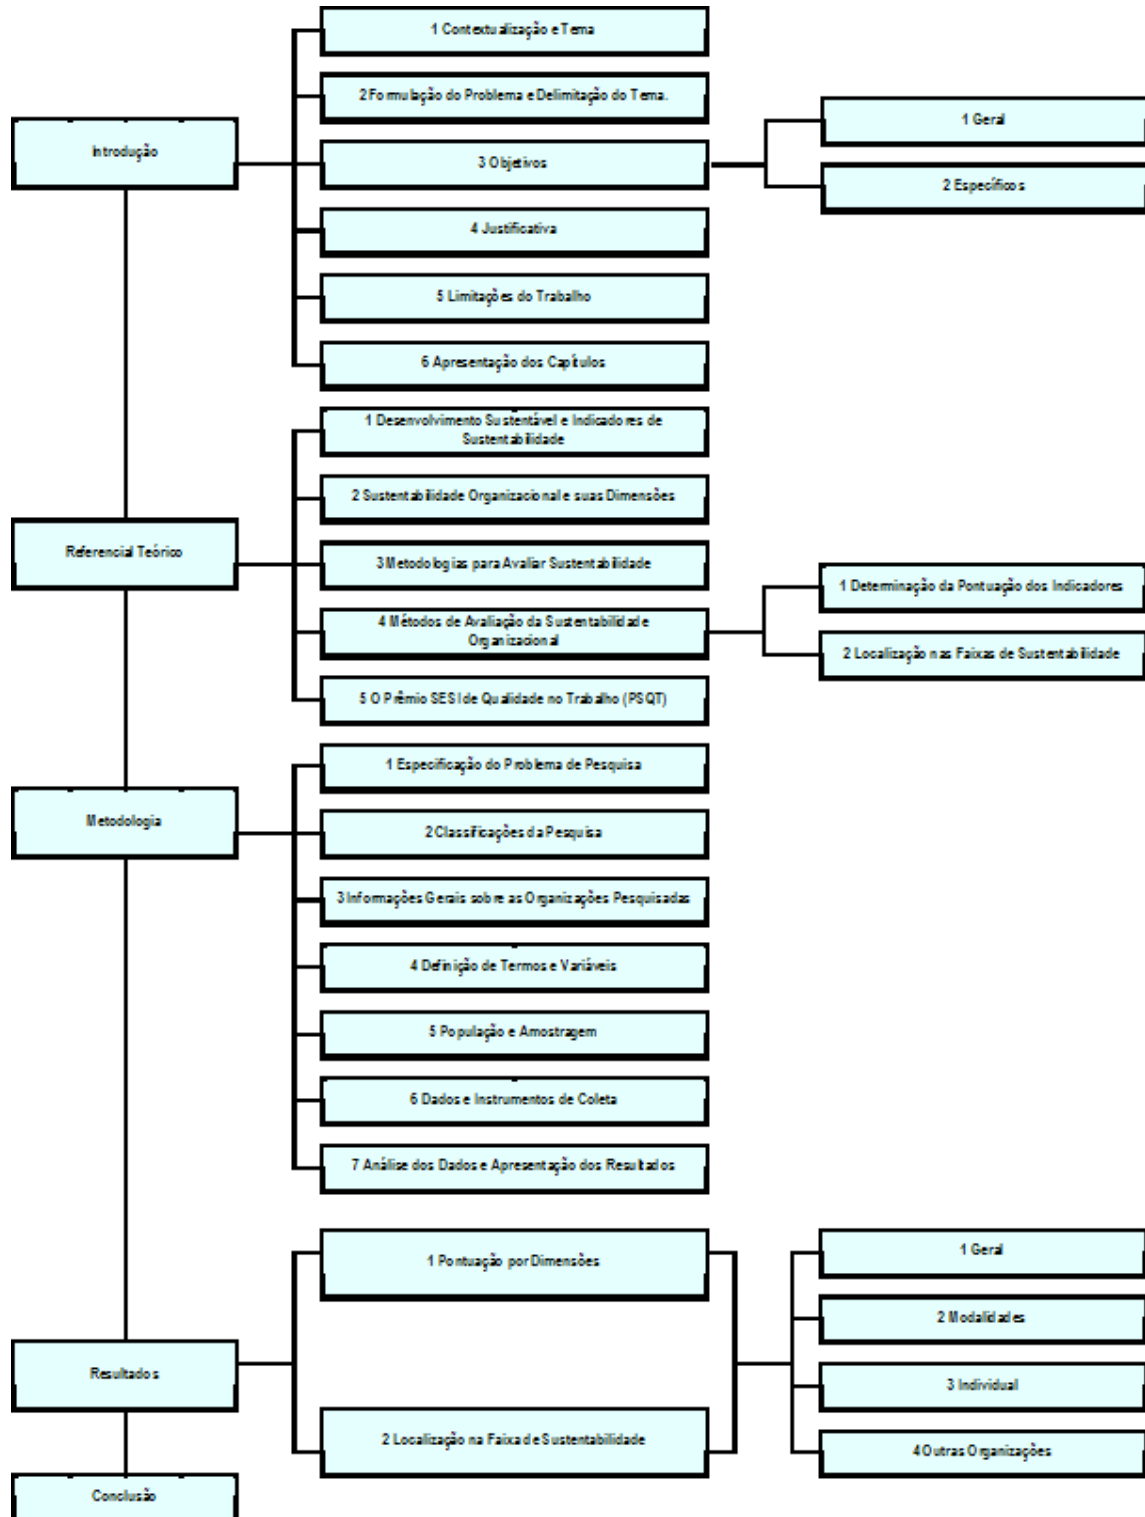 1 Contextualização e Tema
2 Formulação do Problema e Delimitação do Tema.
Introdução
3 Objetivos
1 Geral
2 Específicos
4 Justificativa
5 Limitações do Trabalho
6 Apresentação dos Capítulos
1 Desenvolvimento Sustentável e Indicadores de
Sustentabilidade
2 Sustentabilidade Organizacional e suas Dimensões
Referencial Teórico
3 Metodologias para Avaliar Sustentabilidade
4 Métodos de Avaliação da Sustentabilidade
Organizacional
1 Determinação da Pontuação dos Indicadores
2 Localização nas Faixas de Sustentabilidade
5 O Prêmio SESI de Qualidade no Trabalho (PSQT)
1 Especificação do Problema de Pesquisa
Metodologia
2 Classificações da Pesquisa
3 Informações Gerais sobre as Organizações Pesquisadas
4 Definição de Termos e Variáveis
5 População e Amostragem
6 Dados e Instrumentos de Coleta
7 Análise dos Dados e Apresentação dos Resultados
1 Pontuação por Dimensões
1 Geral
2 Modalidades
Resultados
3 Individual
2 Localização na Faixa de Sustentabilidade
4 Outras Organizações
Conclusão